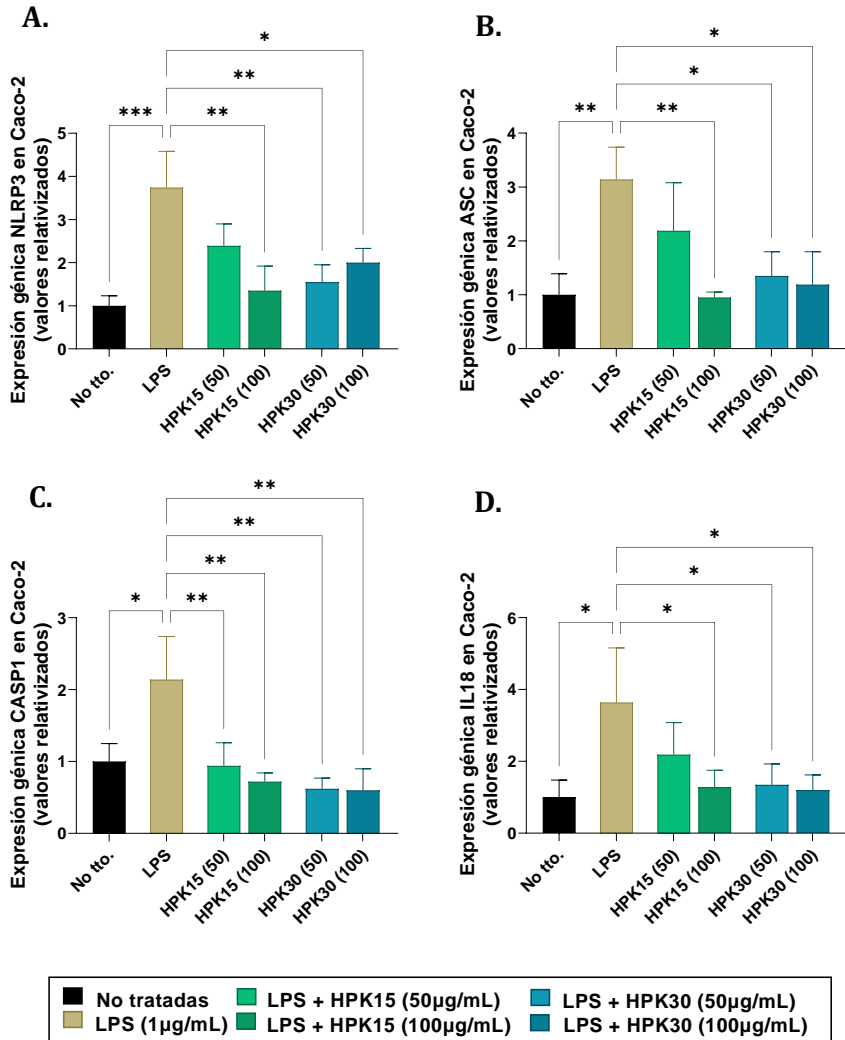 A.
*
**
***
**
Expresión génica NLRP3 en Caco-2
(valores relativizados)
5
4
3
2
1
0
No tto.
LPS
HPK15 (50)
HPK15 (100)
HPK30 (50)
HPK30 (100)
B.
*
*
**
**
Expresión génica ASC en Caco-2
(valores relativizados)
4
3
2
1
0
No tto.
LPS
HPK15 (50)
HPK15 (100)
HPK30 (50)
HPK30 (100)
C.
**
**
**
*
**
Expresión génica CASP1 en Caco-2
(valores relativizados)
3
2
1
0
No tto.
LPS
HPK15 (50)
HPK15 (100)
HPK30 (50)
HPK30 (100)
D.
*
*
*
*
Expresión génica IL18 en Caco-2
(valores relativizados)
6
4
2
0
No tto.
LPS
HPK15 (50)
HPK15 (100)
HPK30 (50)
HPK30 (100)
No tratadas
LPS (1µg/mL)
LPS + HPK15 (50µg/mL)
LPS + HPK15 (100µg/mL)
LPS + HPK30 (50µg/mL)
LPS + HPK30 (100µg/mL)